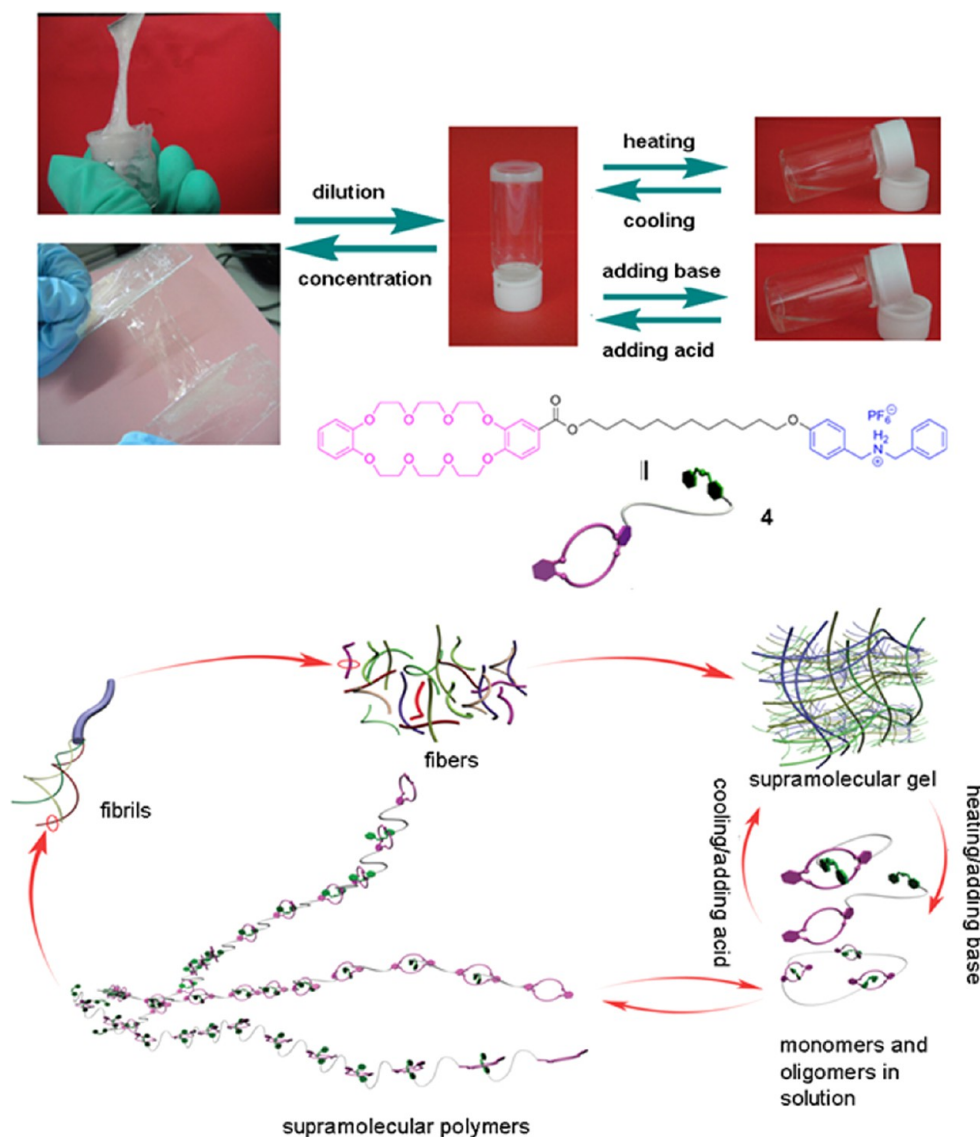 dilution
concentration
heating
cooling
adding base
adding acid
O O O O
O O O O
O
O
O
PF6⊖
H2
N
⊕
4
fibrils
fibers
supramolecular gel
cooling/adding acid
heating/adding base
monomers and
oligomers in
solution
supramolecular polymers